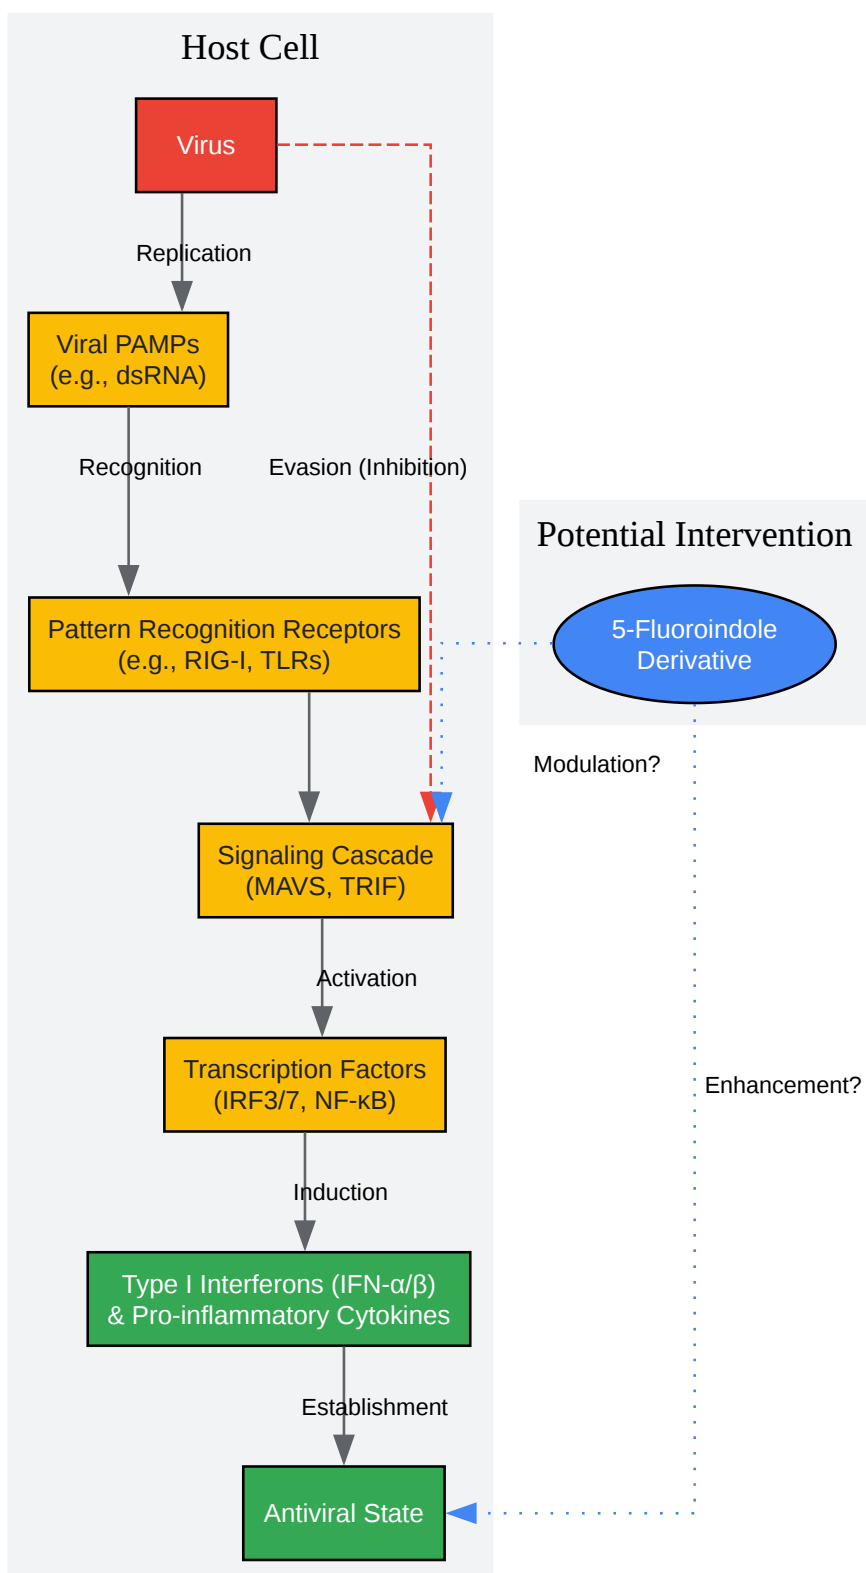 Host Cell
Virus
Replication
Viral PAMPs
(e.g., dsRNA)
Recognition
Evasion (Inhibition)
Potential Intervention
5-Fluoroindole
Derivative
Pattern Recognition Receptors
(e.g., RIG-I, TLRs)
Modulation?
Signaling Cascade
(MAVS, TRIF)
Activation
Transcription Factors
(IRF3/7, NF-κB)
Enhancement?
Induction
Type I Interferons (IFN-α/β)
& Pro-inflammatory Cytokines
Establishment
Antiviral State